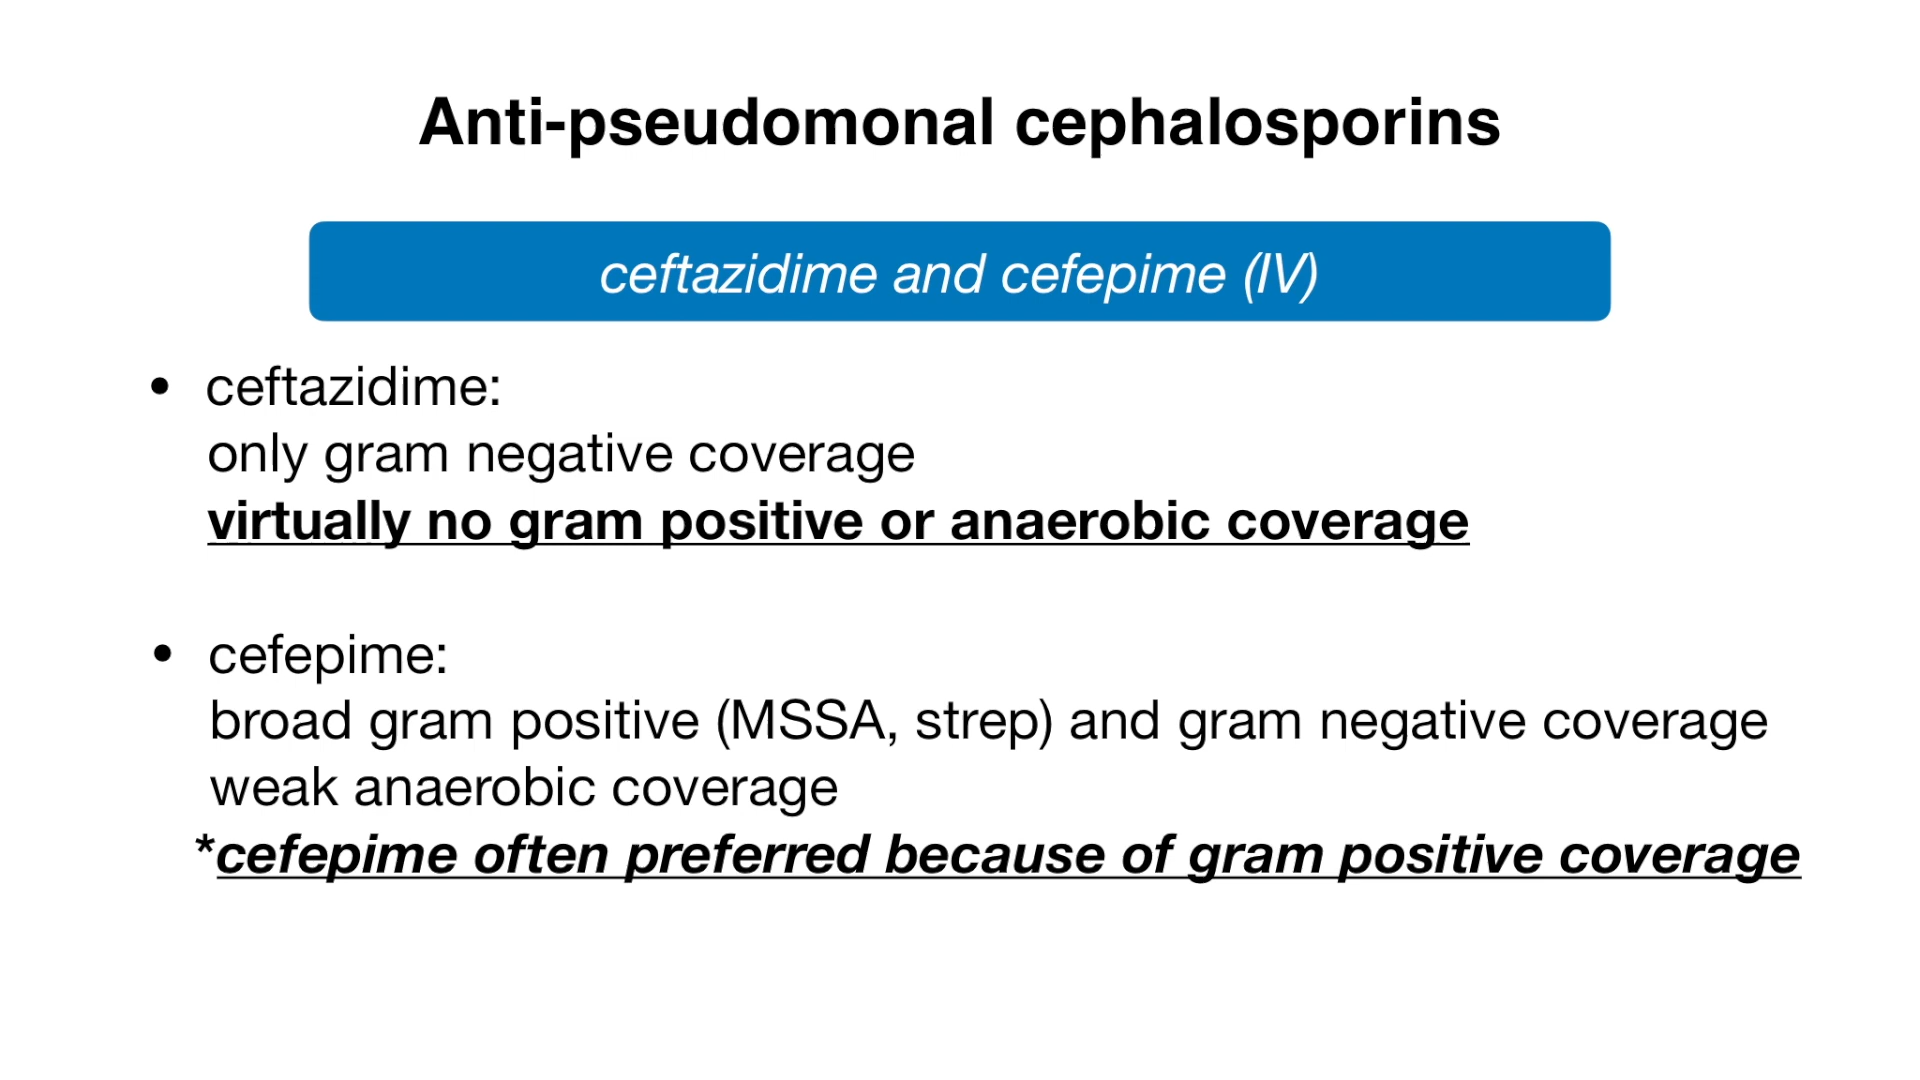 Anti-pseudomonal cephalosporins
ceftazidime and cefepime (IV)
• ceftazidime:
only gram negative coverage
virtually no gram positive or anaerobic coverage
• cefepime:
broad gram positive (MSSA, strep) and gram negative coverage
weak anaerobic coverage
*cefepime often preferred because of gram positive coverage